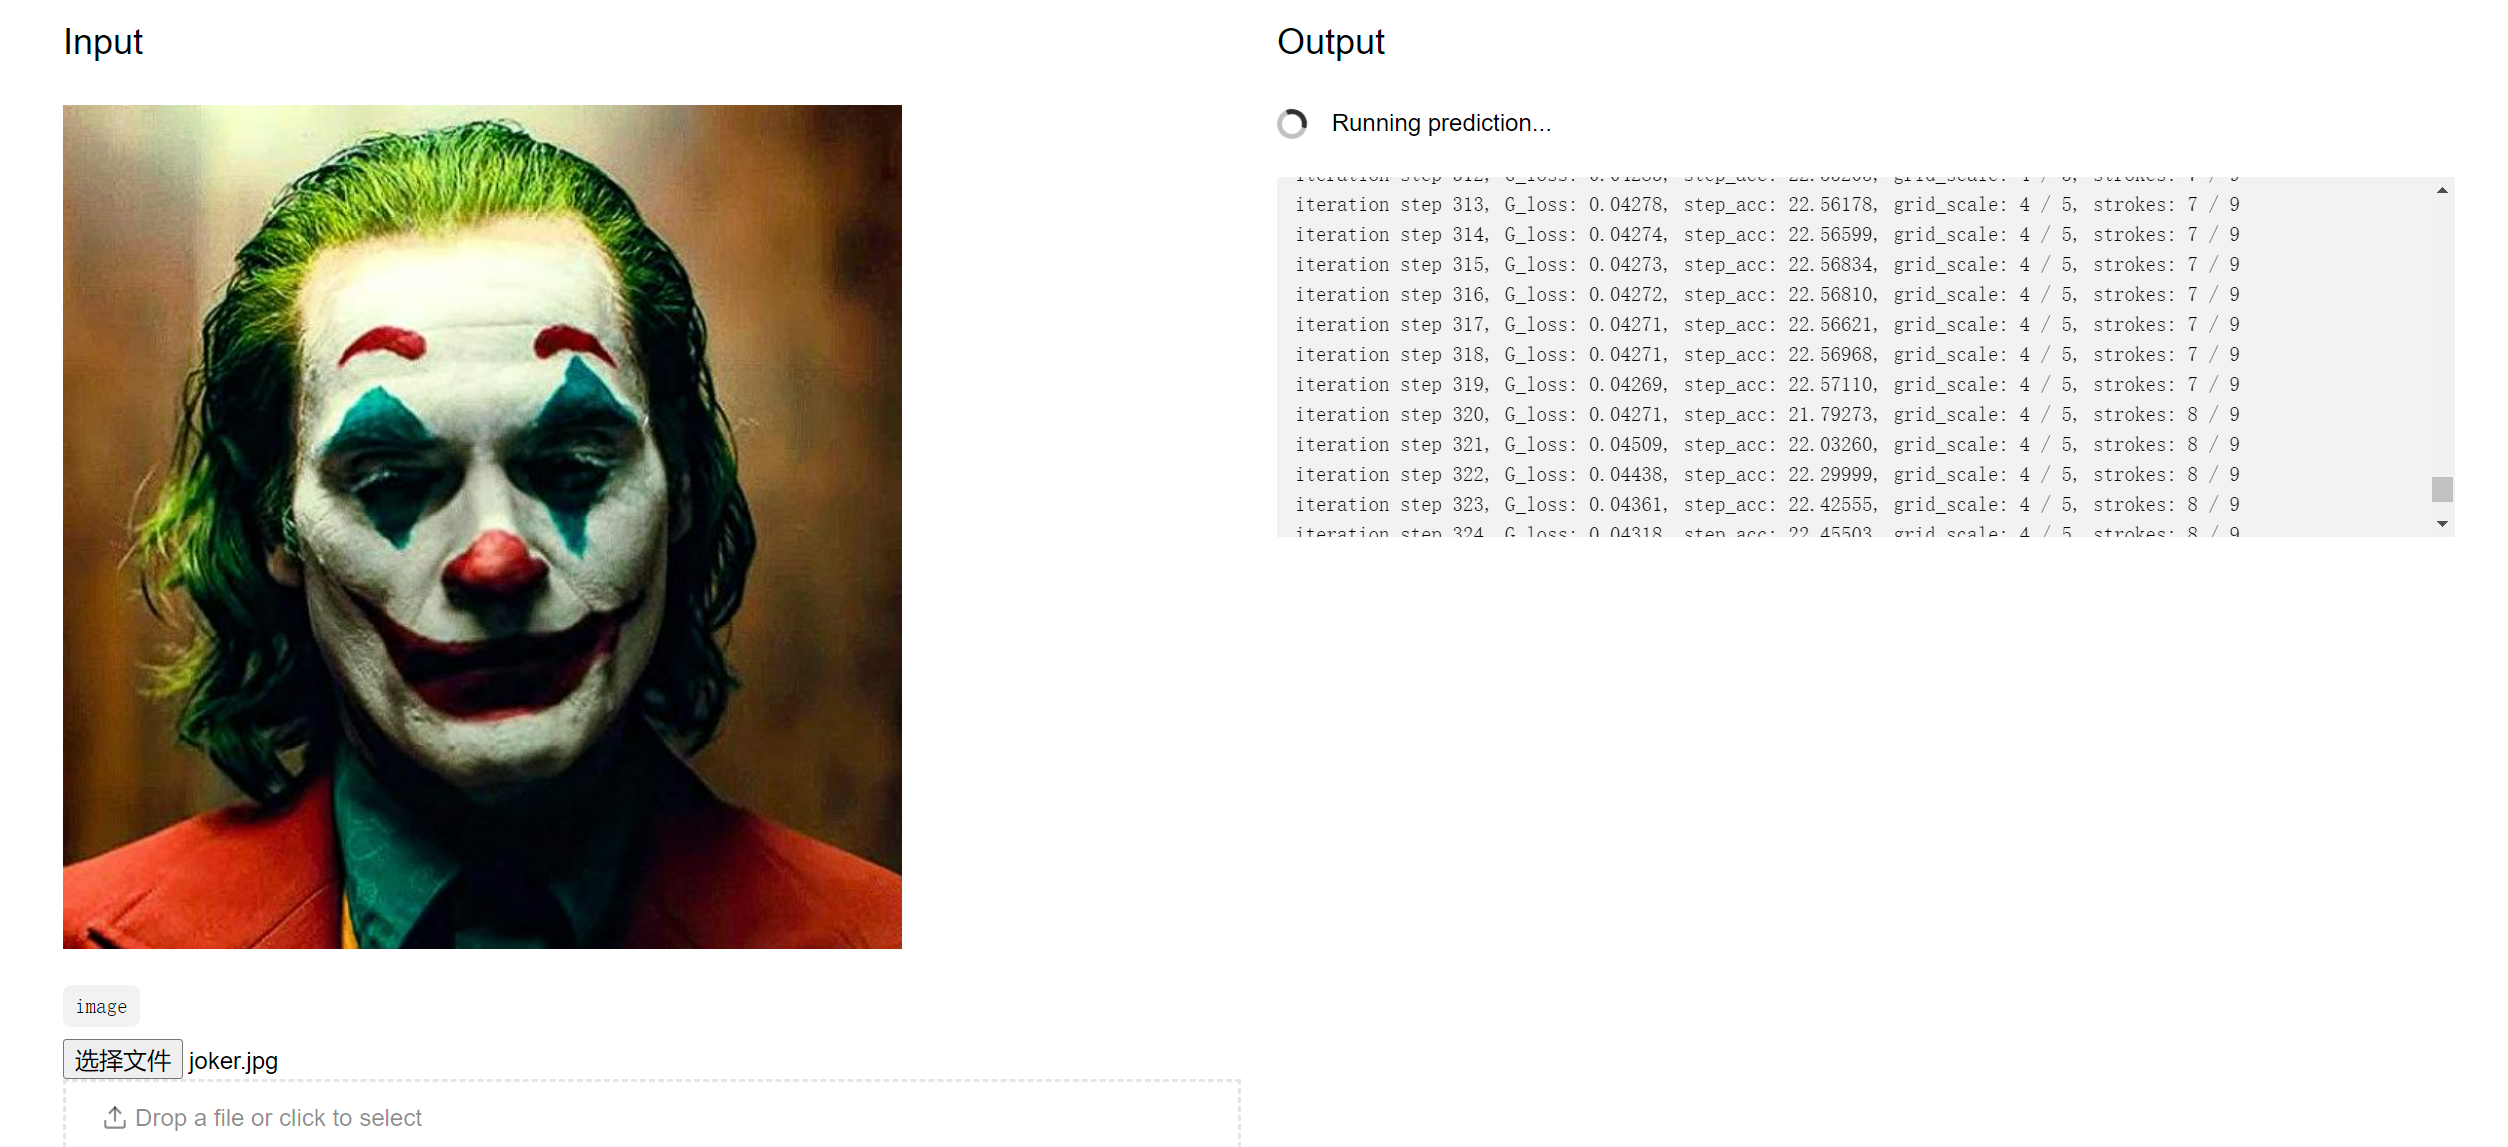 Input
Output
Running prediction...
iteration step 313, G_loss: 0.04278, step_acc: 22.56178, grid_scale: 4 / 5, strokes: 7 / 9
iteration step 314, G_loss: 0.04274, step_acc: 22.56599, grid_scale: 4 / 5, strokes: 7 / 9
iteration step 315, G_loss: 0.04273, step_acc: 22.56834, grid_scale: 4 / 5, strokes: 7 / 9
iteration step 316, G_loss: 0.04272, step_acc: 22.56810, grid_scale: 4 / 5, strokes: 7 / 9
iteration step 317, G_loss: 0.04271, step_acc: 22.56621, grid_scale: 4 / 5, strokes: 7 / 9
iteration step 318, G_loss: 0.04271, step_acc: 22.56968, grid_scale: 4 / 5, strokes: 7 / 9
iteration step 319, G_loss: 0.04269, step_acc: 22.57110, grid_scale: 4 / 5, strokes: 7 / 9
iteration step 320, G_loss: 0.04271, step_acc: 21.79273, grid_scale: 4 / 5, strokes: 8 / 9
iteration step 321, G_loss: 0.04509, step_acc: 22.03260, grid_scale: 4 / 5, strokes: 8 / 9
iteration step 322, G_loss: 0.04438, step_acc: 22.29999, grid_scale: 4 / 5, strokes: 8 / 9
iteration step 323, G_loss: 0.04361, step_acc: 22.42555, grid_scale: 4 / 5, strokes: 8 / 9
iteration step 324, G_loss: 0.04318, step_acc: 22.45503, grid_scale: 4 / 5, strokes: 8 / 9
image
选择文件 joker.jpg
Drop a file or click to select